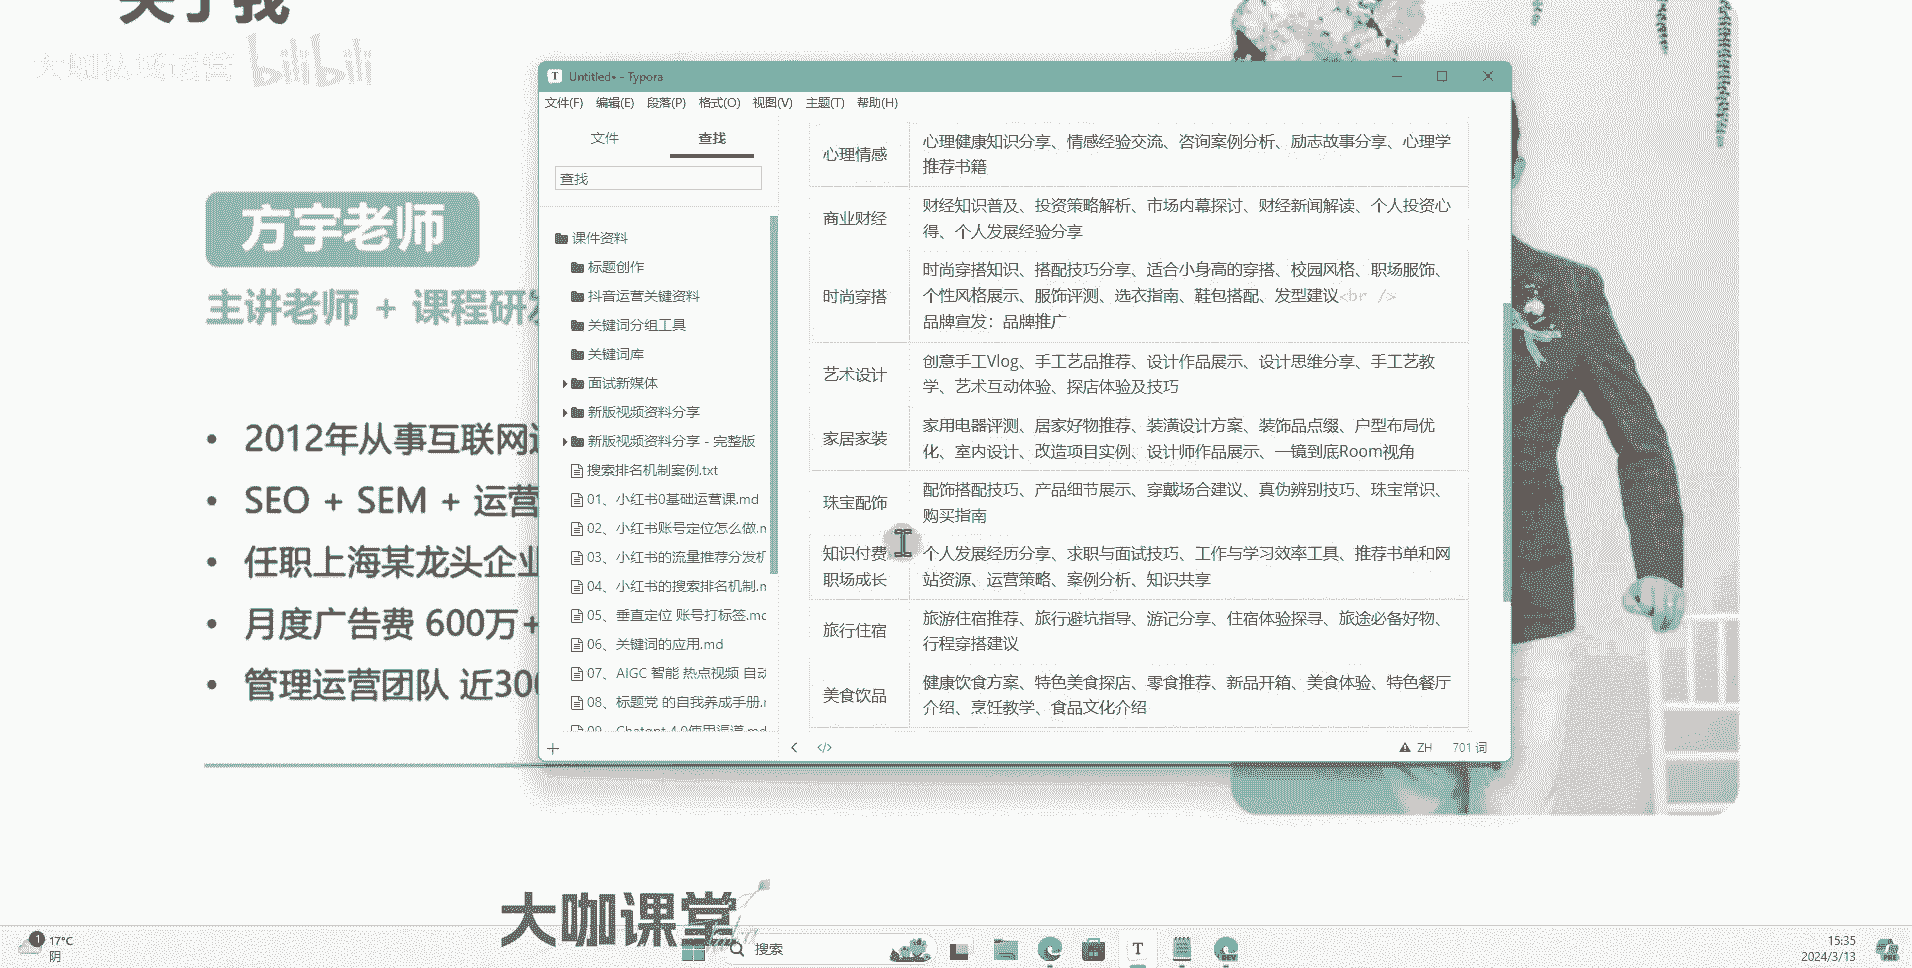 关于我
bilibili
方宇老师
主讲老师 + 课程研发
2012年从事互联网
SEO + SEM + 运营
任职上海某龙头企业
月度广告费 600万+
管理运营团队 近300
大咖课堂
Untitled• - Typora
文件(F) 编辑(E) 段落(P) 格式(O) 视图(V) 主题(T) 帮助(H)
文件 查找
查找
课件资料
标题创作
抖音运营关键资料
关键词分组工具
关键词库
面试新媒体
新版视频资料分享
新版视频资料分享 - 完整版
搜索排名机制案例.txt
01、小红书0基础运营课.md
02、小红书账号定位怎么做.m
03、小红书的流量推荐分发机
04、小红书的搜索排名机制.m
05、垂直定位 账号打标签.mc
06、关键词的应用.md
07、AIGC 智能 热点视频 自动
08、标题党 的自我养成手册.r
09、Chatgpt 4.0使用渠道.md
心理情感
心理健康知识分享、情感经验交流、咨询案例分析、励志故事分享、心理学
推荐书籍
商业财经
财经知识普及、投资策略解析、市场内幕探讨、财经新闻解读、个人投资心
得、个人发展经验分享
时尚穿搭
时尚穿搭知识、搭配技巧分享、适合小身高的穿搭、校园风格、职场服饰、
个性风格展示、服饰评测、选衣指南、鞋包搭配、发型建议<br />
品牌宣发：品牌推广
艺术设计
创意手工Vlog、手工艺品推荐、设计作品展示、设计思维分享、手工艺教
学、艺术互动体验、探店体验及技巧
家居家装
家用电器评测、居家好物推荐、装潢设计方案、装饰品点缀、户型布局优
化、室内设计、改造项目实例、设计师作品展示、一镜到底Room视角
珠宝配饰
配饰搭配技巧、产品细节展示、穿戴场合建议、真伪辨别技巧、珠宝常识、
购买指南
知识付费
职场成长
个人发展经历分享、求职与面试技巧、工作与学习效率工具、推荐书单和网
站资源、运营策略、案例分析、知识共享
旅行住宿
旅游住宿推荐、旅行避坑指导、游记分享、住宿体验探寻、旅途必备好物、
行程穿搭建议
美食饮品
健康饮食方案、特色美食探店、零食推荐、新品开箱、美食体验、特色餐厅
介绍、烹饪教学、食品文化介绍
ZH 701 词
1 17°C
阴
搜索
15:35
2024/3/13